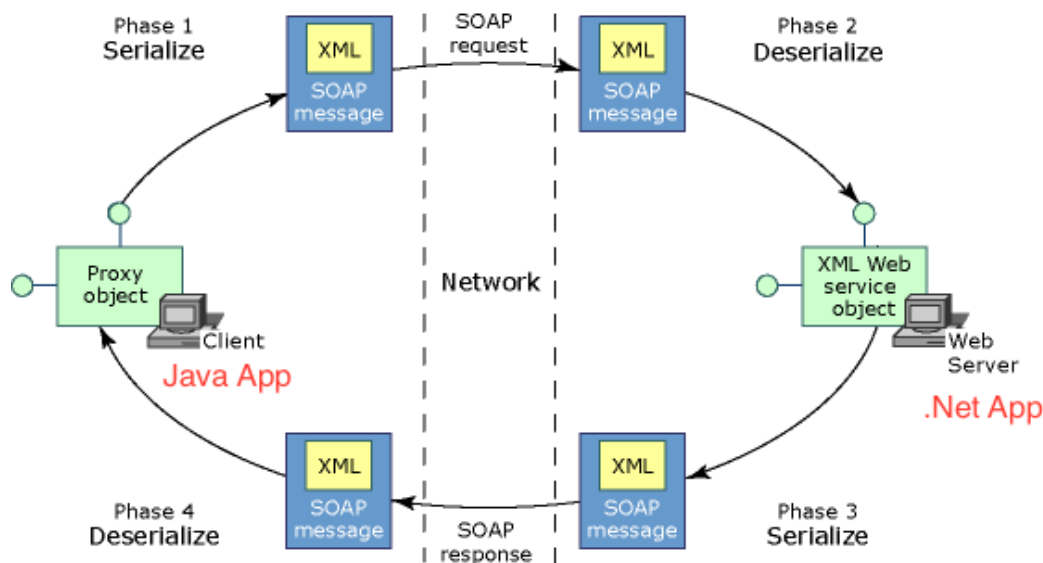 Phase 1
Serialize
XML
SOAP
message
SOAP
request
XML
SOAP
message
Phase 2
Deserialize
Proxy
object
Client
Java App
Network
XML Web
service
object
Web
Server
.Net App
Phase 4
Deserialize
XML
SOAP
message
SOAP
response
XML
SOAP
message
Phase 3
Serialize